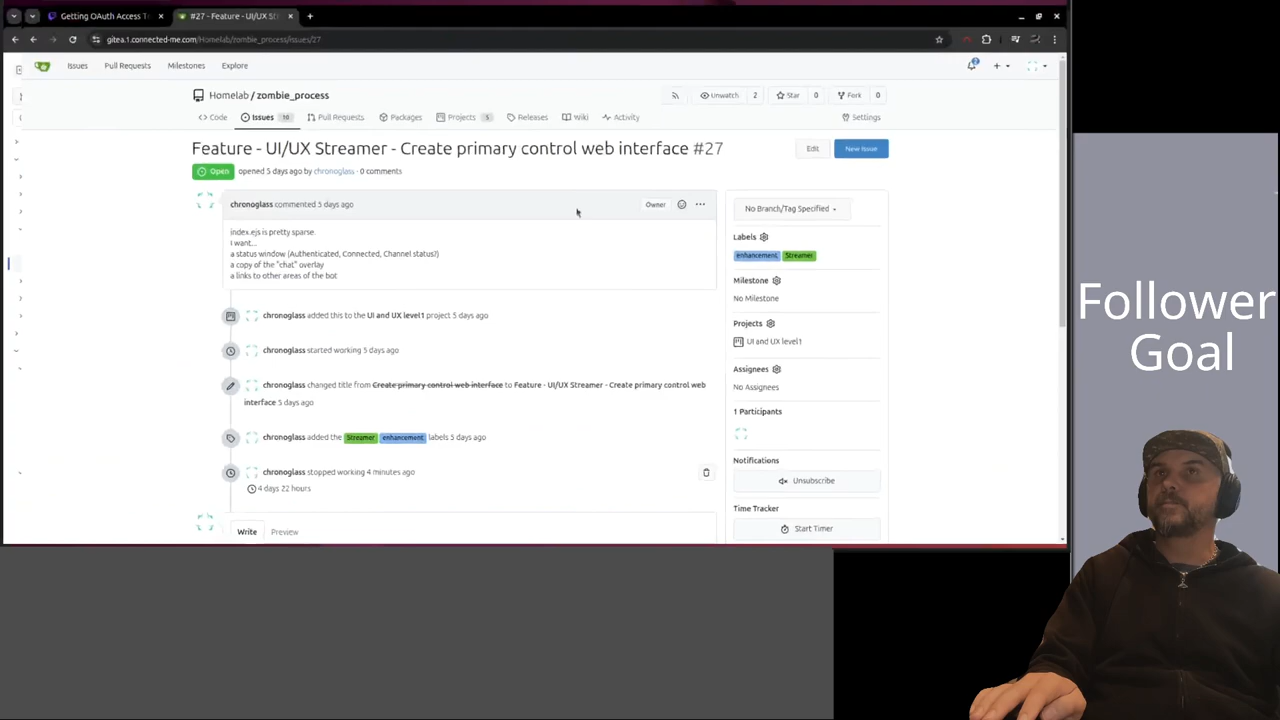 Getting OAuth Access T
#27 - Feature - UI/UX St
gitea.1.connected-me.com/Homelab/zombie_process/issues/27
Issues Pull Requests Milestones Explore
2
Homelab / zombie_process
Unwatch 2 Star 0 Fork 0
Code Issues 19 Pull Requests Packages Projects 5 Releases Wiki Activity Settings
Feature - UI/UX Streamer - Create primary control web interface #27
Edit New Issue
Open opened 5 days ago by chronoglass · 0 comments
chronoglass commented 5 days ago Owner
index.ejs is pretty sparse.
I want...
a status window (Authenticated, Connected, Channel status?)
a copy of the "chat" overlay
a links to other areas of the bot
chronoglass added this to the UI and UX level1 project 5 days ago
chronoglass started working 5 days ago
chronoglass changed title from Create primary control web interface to Feature - UI/UX Streamer - Create primary control web
interface 5 days ago
chronoglass added the Streamer enhancement labels 5 days ago
chronoglass stopped working 4 minutes ago
4 days 22 hours
Write Preview
No Branch/Tag Specified
Labels
enhancement Streamer
Milestone
No Milestone
Projects
UI and UX level1
Assignees
No Assignees
1 Participants
Notifications
Unsubscribe
Time Tracker
Start Timer
Follower
Goal